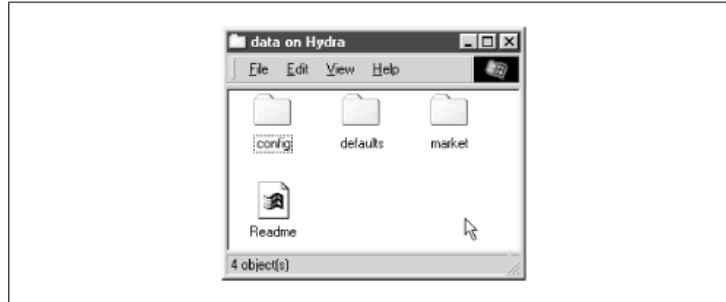 data on Hydra
File Edit View Help
config defaults market
Readme
4 object(s)